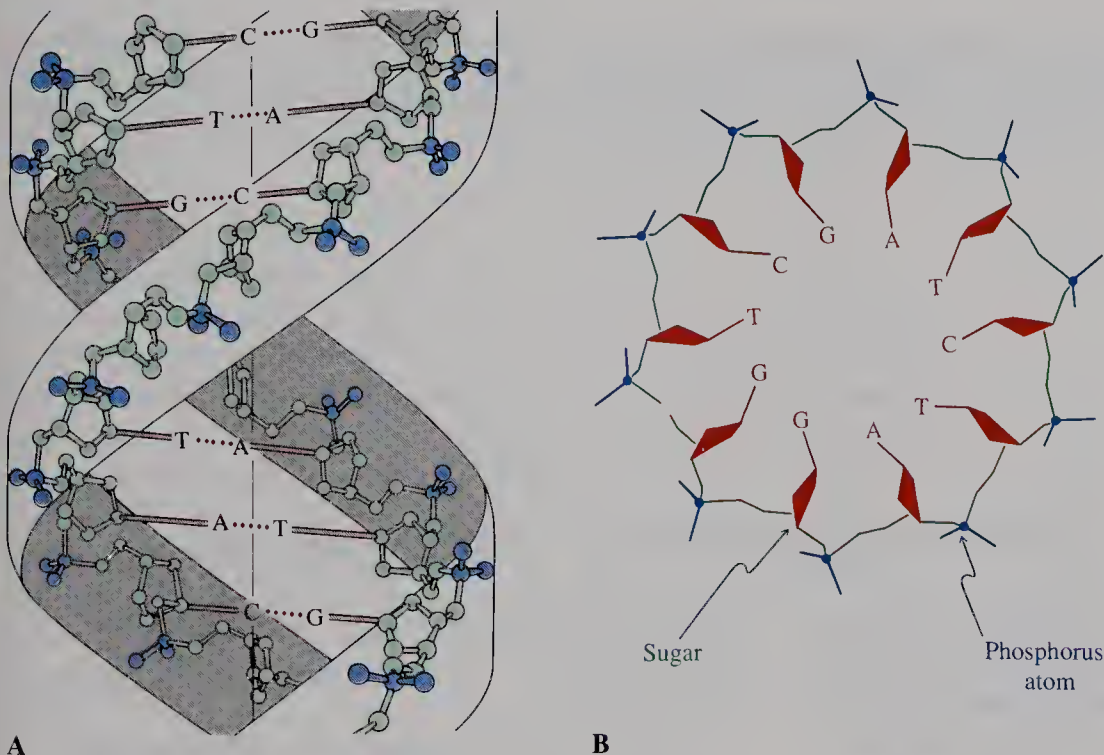 C G
T A
G C
T A
A T
C G
A
G A
C T
T C
G T
G A
Sugar
Phosphorus
atom
B